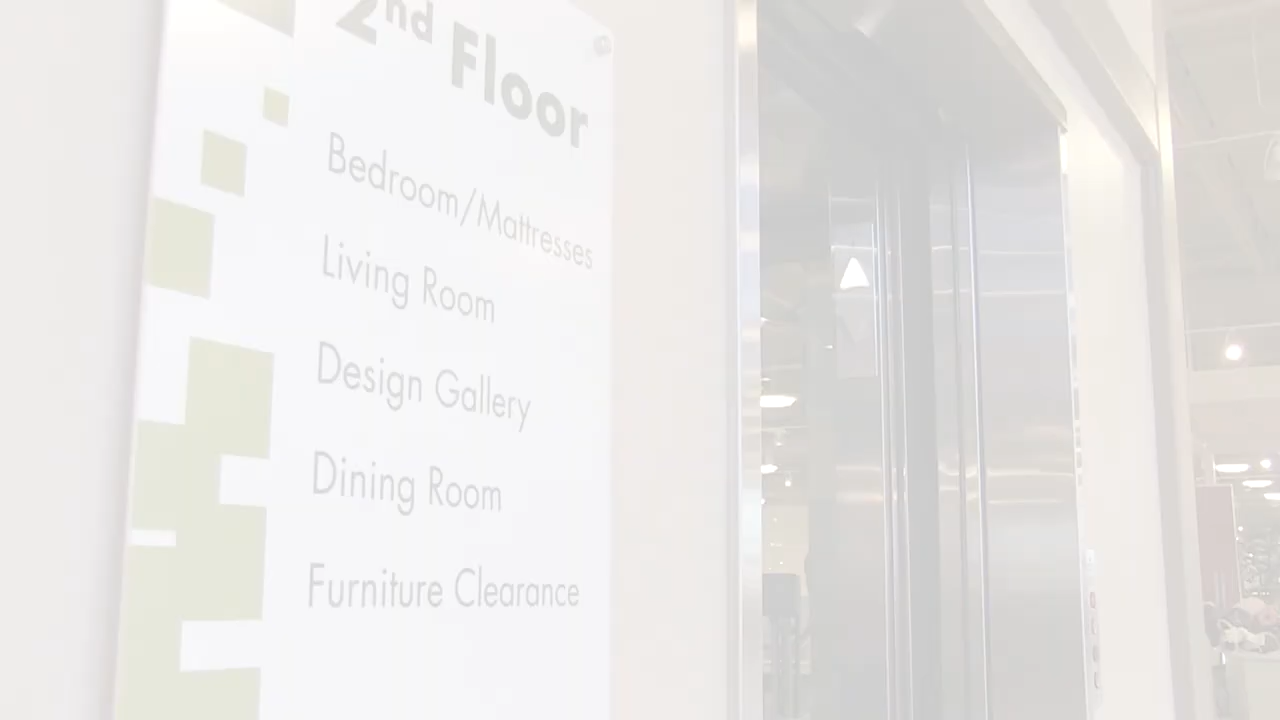 2nd Floor
Bedroom/Mattresses
Living Room
Design Gallery
Dining Room
Furniture Clearance